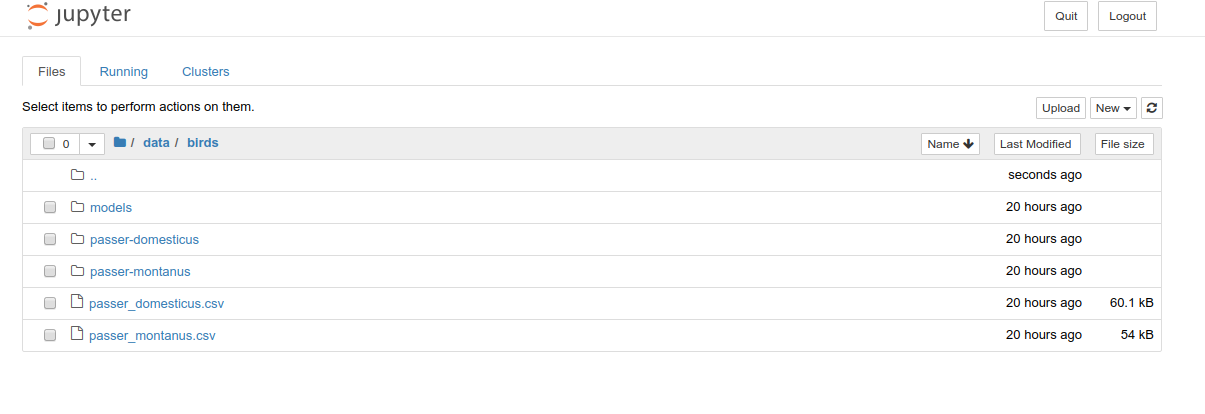 jupyter Quit Logout
Files Running Clusters
Select items to perform actions on them. Upload New
0 / data / birds Name Last Modified File size
.. seconds ago
models 20 hours ago
passer-domesticus 20 hours ago
passer-montanus 20 hours ago
passer_domesticus.csv 20 hours ago 60.1 kB
passer_montanus.csv 20 hours ago 54 kB